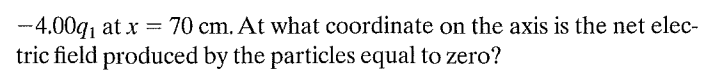 −4.00q₁ at x = 70 cm. At what coordinate on the axis is the net elec-
tric field produced by the particles equal to zero?